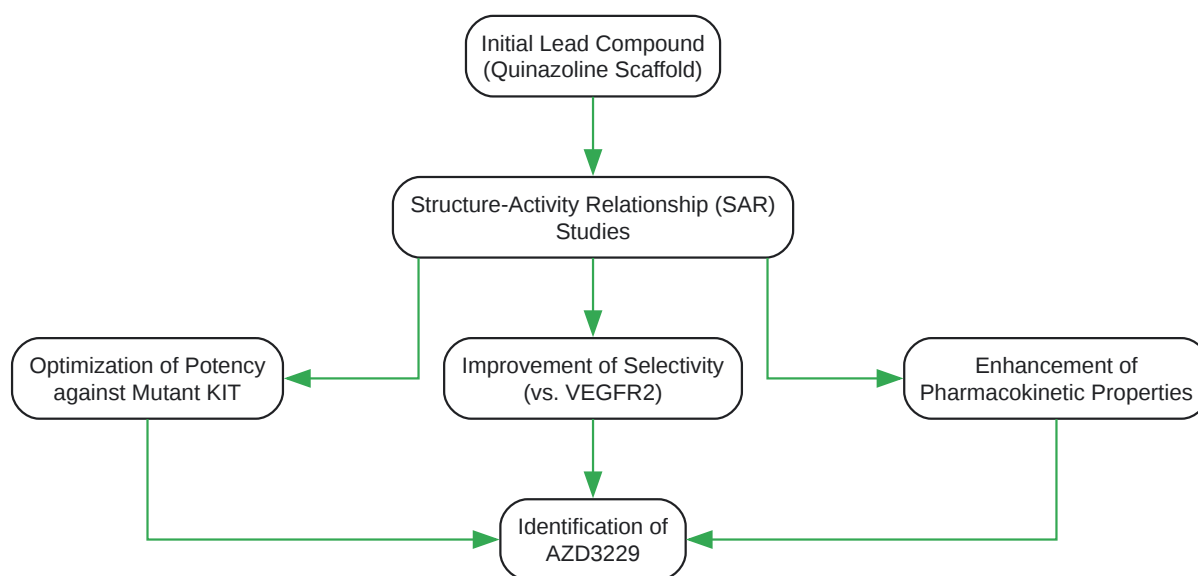 Initial Lead Compound
(Quinazoline Scaffold)
Structure-Activity Relationship (SAR)
Studies
Optimization of Potency
against Mutant KIT
Improvement of Selectivity
(vs. VEGFR2)
Enhancement of
Pharmacokinetic Properties
Identification of
AZD3229